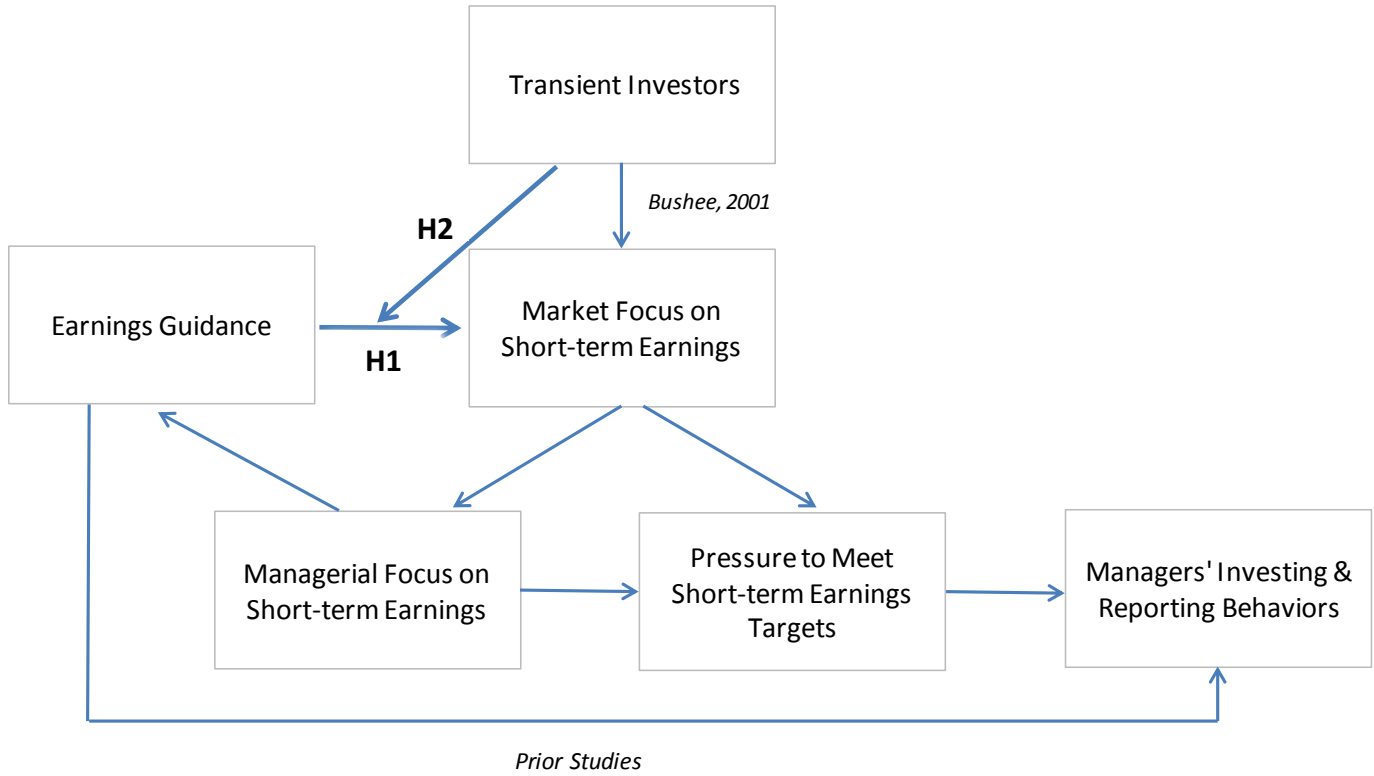 Transient Investors
Bushee, 2001
H2
Earnings Guidance
H1
Market Focus on
Short-term Earnings
Managerial Focus on
Short-term Earnings
Pressure to Meet
Short-term Earnings
Targets
Managers' Investing &
Reporting Behaviors
Prior Studies